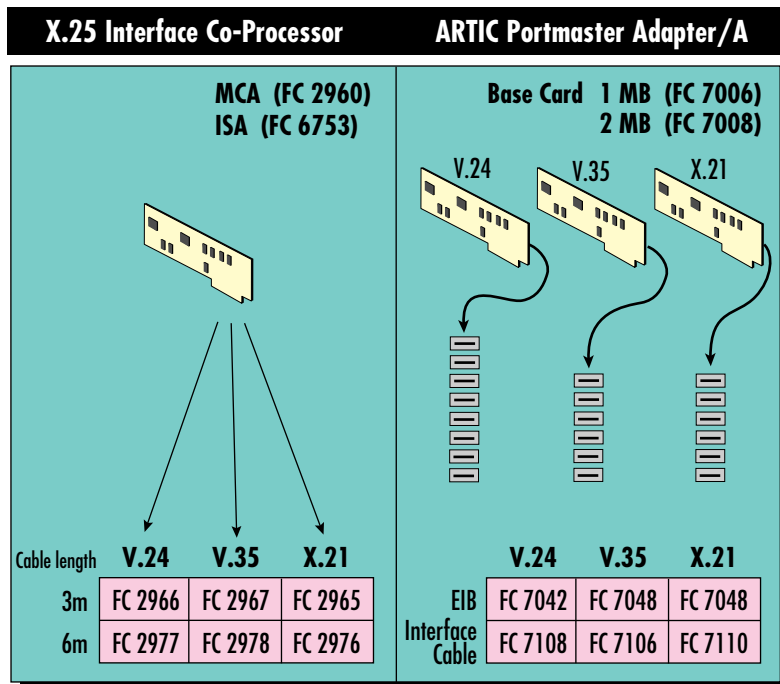 X.25 Interface Co-Processor
MCA (FC 2960)
ISA (FC 6753)
Cable length V.24 V.35 X.21
3m FC 2966 FC 2967 FC 2965
6m FC 2977 FC 2978 FC 2976
ARTIC Portmaster Adapter/A
Base Card 1 MB (FC 7006)
2 MB (FC 7008)
V.24 V.35 X.21
V.24 V.35 X.21
EIB FC 7042 FC 7048 FC 7048
Interface
Cable FC 7108 FC 7106 FC 7110